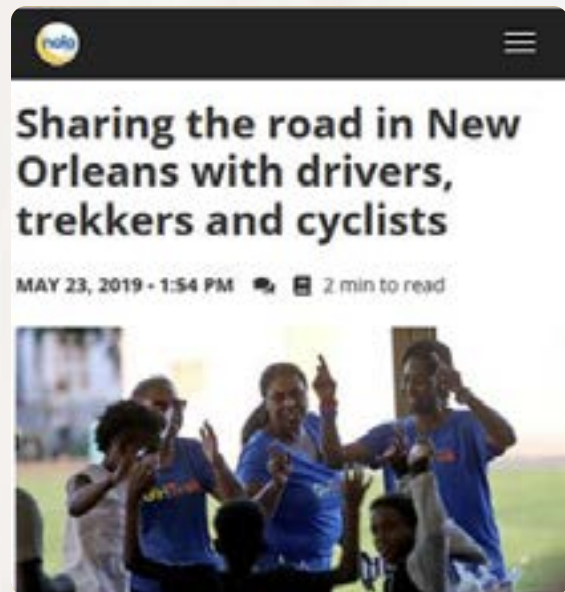 nola
Sharing the road in New
Orleans with drivers,
trekkers and cyclists
MAY 23, 2019 - 1:54 PM 2 min to read